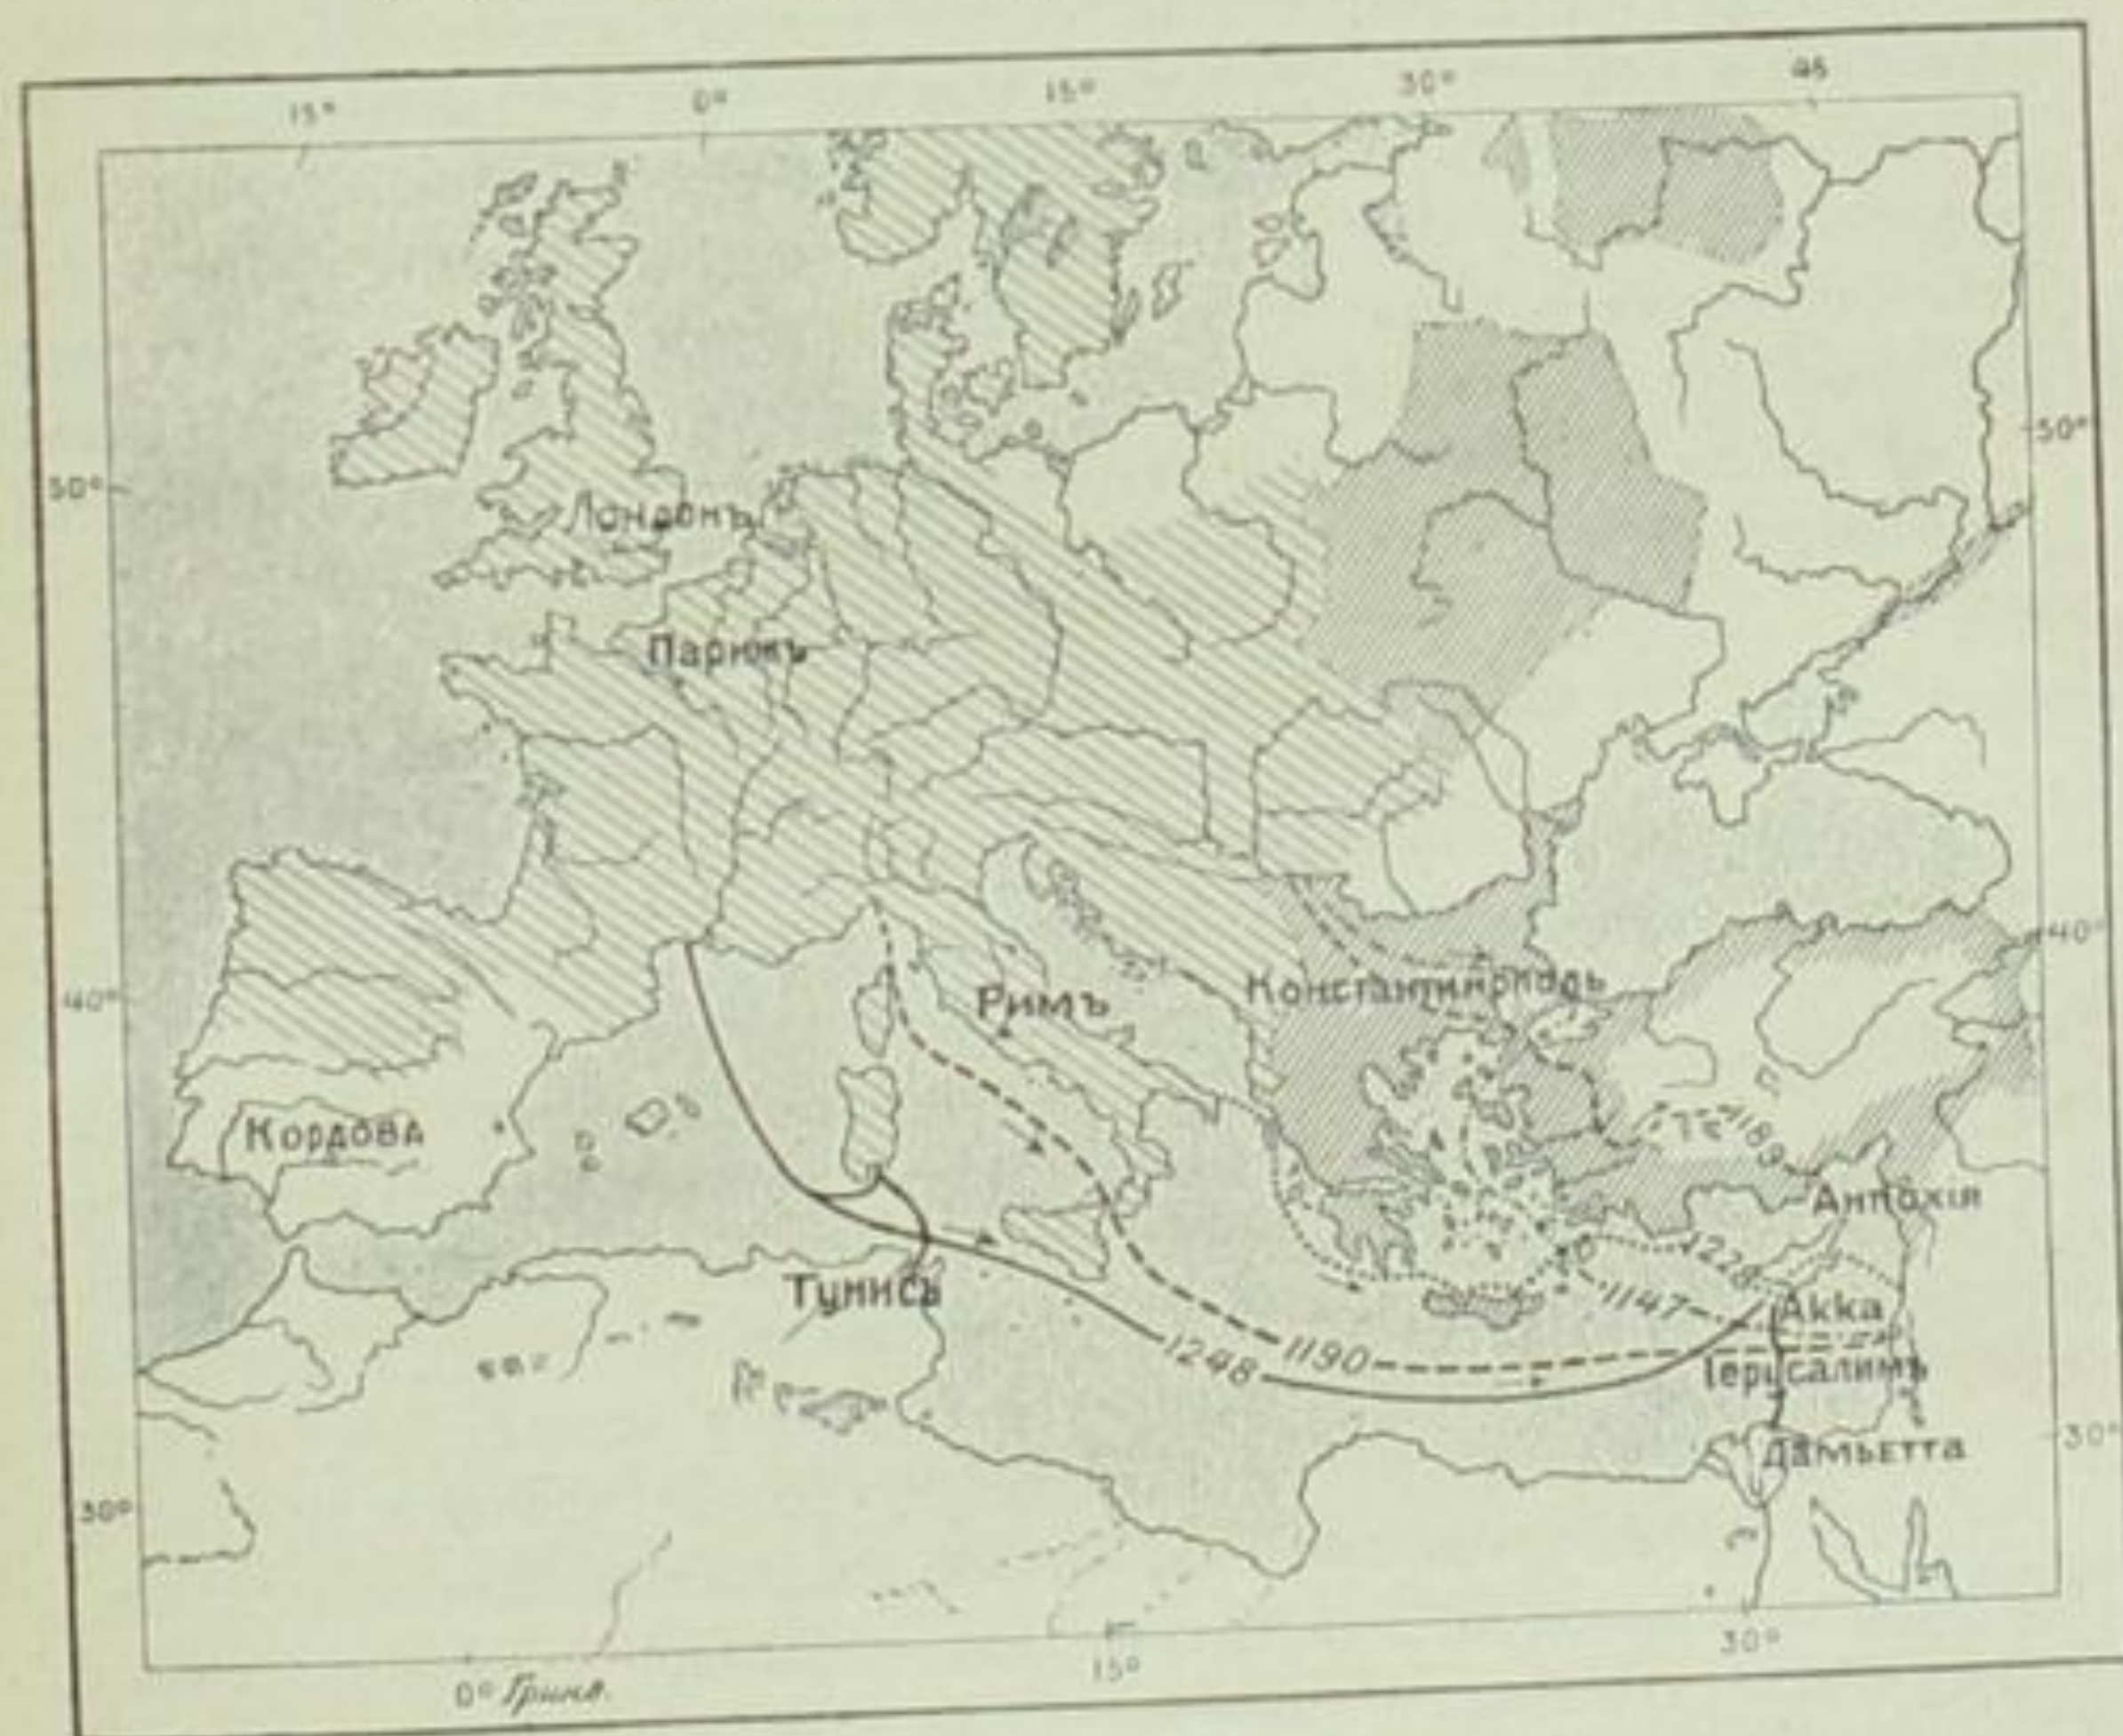 15°
0°
15°
30°
45
50°
50°
Лондонъ
Парижъ
40°
40°
Константинополь
Римъ
Кордова
1189
Антіохія
1228
Тунисъ
1147
Акка
1248
1190
Іерусалимъ
Дамьетта
30°
30°
0° Гринв.
15°
30°